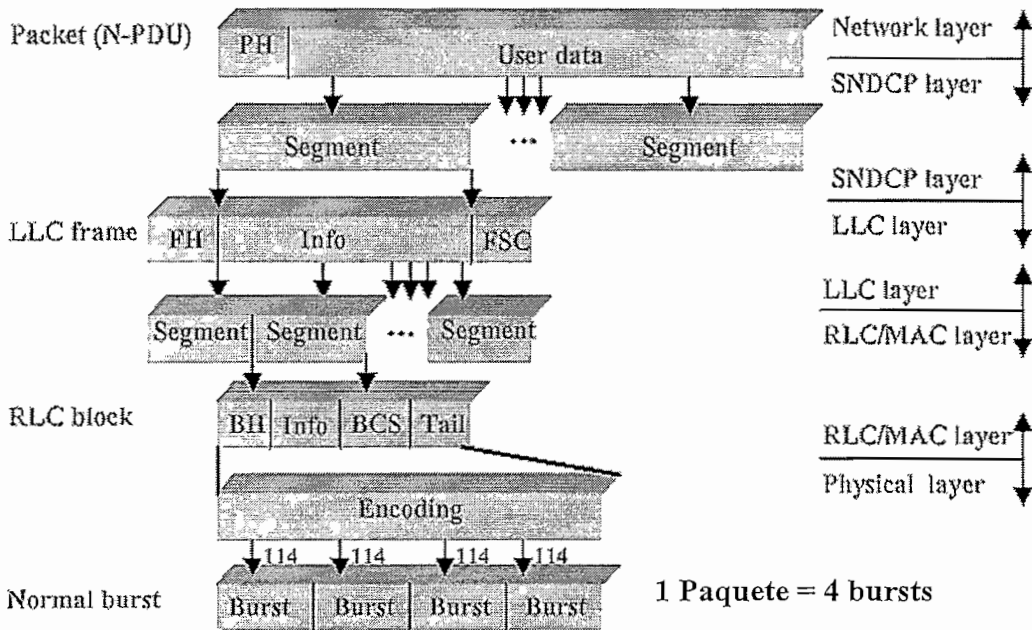 Packet (N-PDU)
PH
User data
Network layer
SNDCP layer
Segment
...
Segment
SNDCP layer
LLC layer
LLC frame
FH
Info
FSC
LLC layer
RLC/MAC layer
Segment
Segment
...
Segment
RLC block
BH
Info
BCS
Tail
RLC/MAC layer
Physical layer
Encoding
114
114
114
114
Normal burst
Burst
Burst
Burst
Burst
1 Paquete = 4 bursts